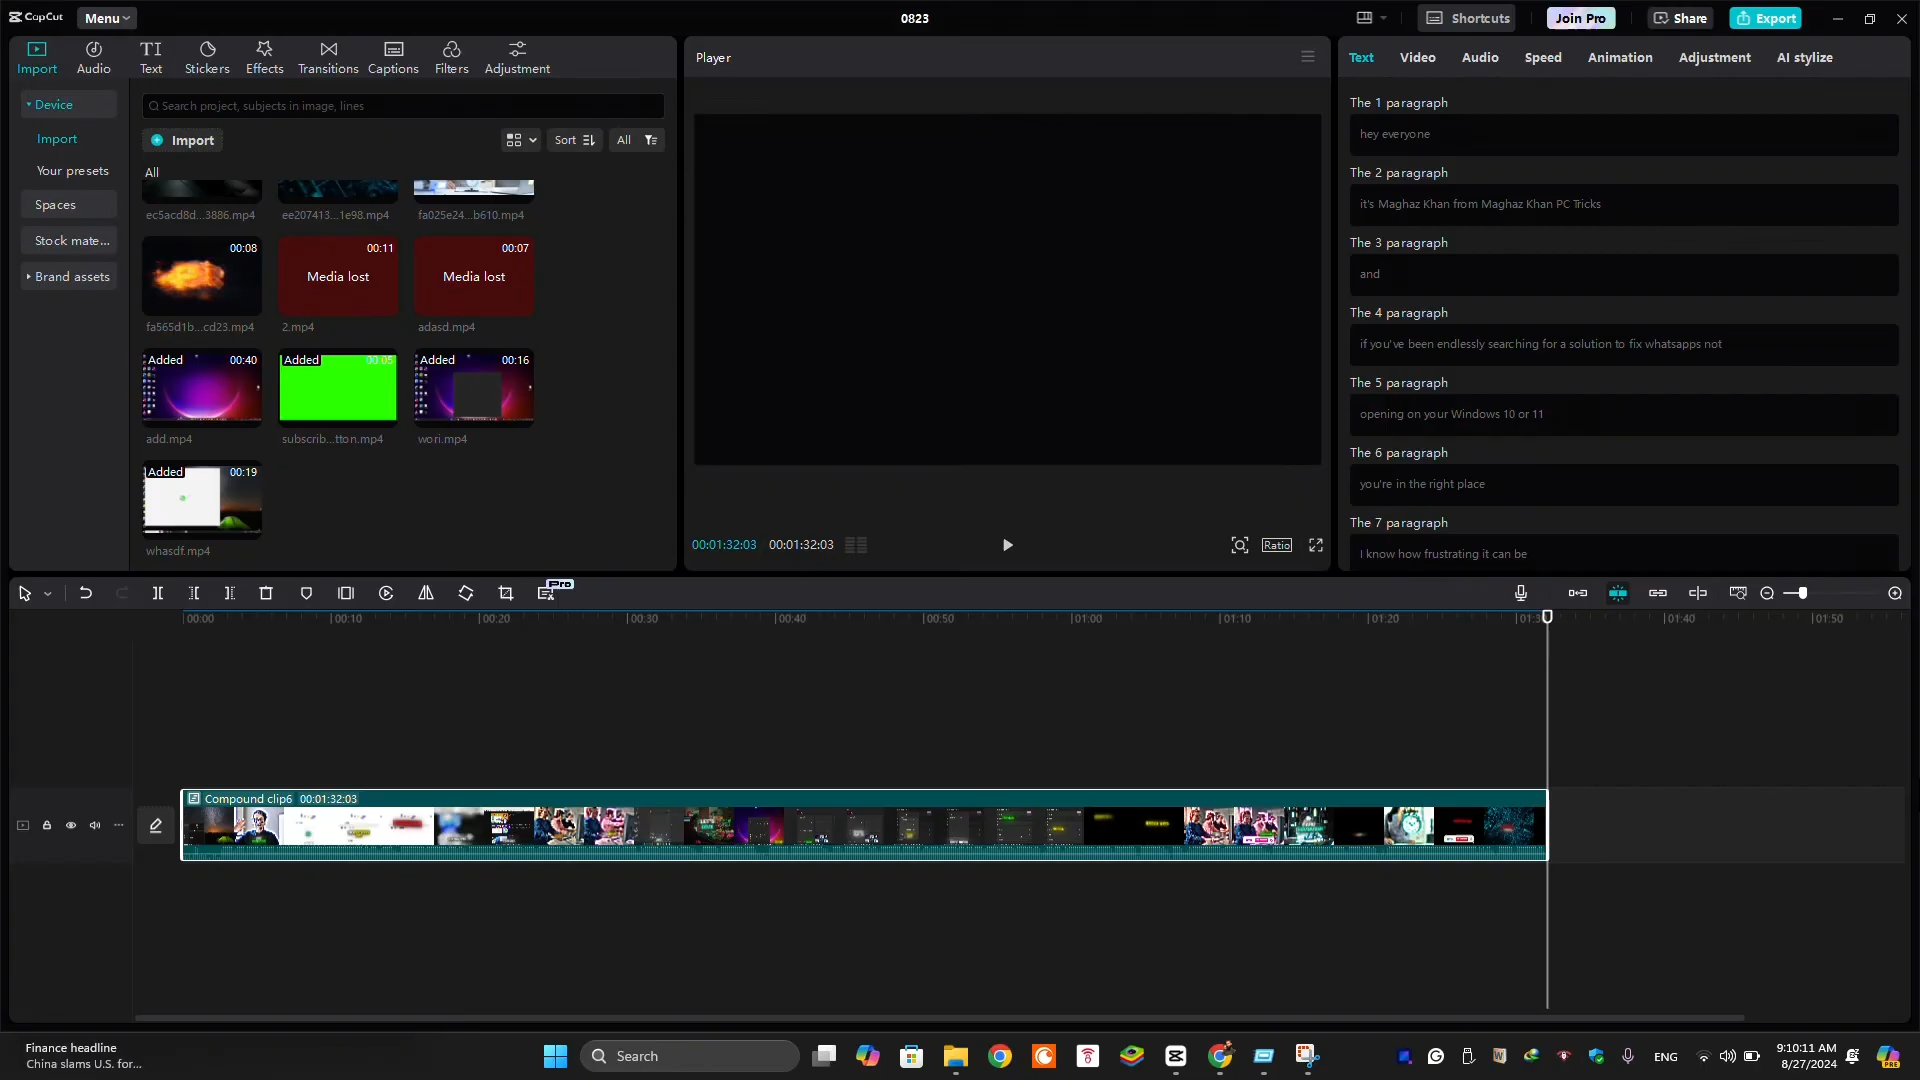 CapCut
Menu
0823
Shortcuts
Join Pro
Share
Export
Import
Audio
TI
Text
Stickers
Effects
Transitions
Captions
Filters
Adjustment
Device
Import
Your presets
Spaces
Stock mate...
Brand assets
Search project, subjects in image, lines
Import
Sort
All
All
ec5acd8d...3886.mp4
ee207413...1e98.mp4
fa025e24...b610.mp4
00:08
00:11
Media lost
00:07
Media lost
fa565d1b...cd23.mp4
2.mp4
adasd.mp4
Added
00:40
Added
00:05
Added
00:16
add.mp4
subscrib...tton.mp4
wori.mp4
Added
00:19
whasdf.mp4
Player
00:01:32:03
00:01:32:03
Ratio
Text
Video
Audio
Speed
Animation
Adjustment
AI stylize
The 1 paragraph
hey everyone
The 2 paragraph
it's Maghaz Khan from Maghaz Khan PC Tricks
The 3 paragraph
and
The 4 paragraph
if you've been endlessly searching for a solution to fix whatsapps not
The 5 paragraph
opening on your Windows 10 or 11
The 6 paragraph
you're in the right place
The 7 paragraph
I know how frustrating it can be
Pro
00:00
00:10
00:20
00:30
00:40
00:50
01:00
01:10
01:20
01:3
01:40
01:50
Compound clip6 00:01:32:03
Finance headline
China slams U.S. for...
Search
ENG
9:10:11 AM
8/27/2024
PRE